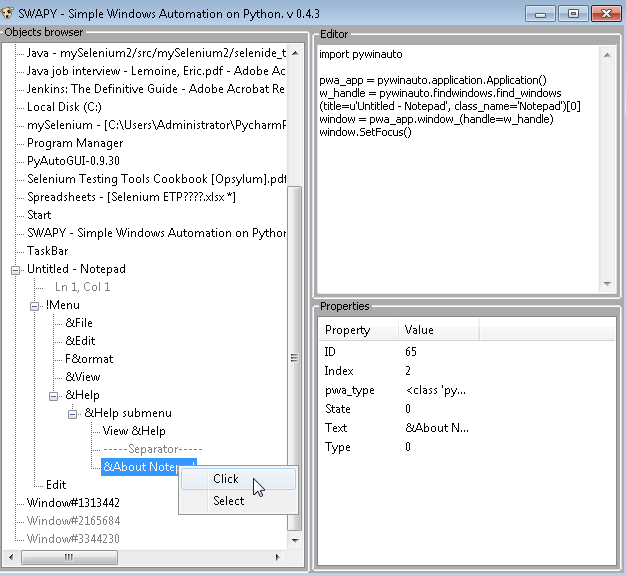 SWAPY - Simple Windows Automation on Python. v 0.4.3
Objects browser
Java - mySelenium2/src/mySelenium2/selenide_t
Java job interview - Lemoine, Eric.pdf - Adobe Ac
Jenkins: The Definitive Guide - Adobe Acrobat Re
Local Disk (C:)
mySelenium - [C:\Users\Administrator\PycharmP
Program Manager
PyAutoGUI-0.9.30
Selenium Testing Tools Cookbook [Opsylum].pdf
Spreadsheets - [Selenium ETP????.xlsx *]
Start
SWAPY - Simple Windows Automation on Python
TaskBar
Untitled - Notepad
Ln 1, Col 1
!Menu
&File
&Edit
F&ormat
&View
&Help
&Help submenu
View &Help
-----Separator-----
&About Notepad
Edit
Window#1313442
Window#2165684
Window#3344230
Click
Select
Editor
import pywinauto
pwa_app = pywinauto.application.Application()
w_handle = pywinauto.findwindows.find_windows
(title=u'Untitled - Notepad', class_name='Notepad')[0]
window = pwa_app.window_(handle=w_handle)
window.SetFocus()
Properties
Property Value
ID 65
Index 2
pwa_type <class 'py...
State 0
Text &About N...
Type 0